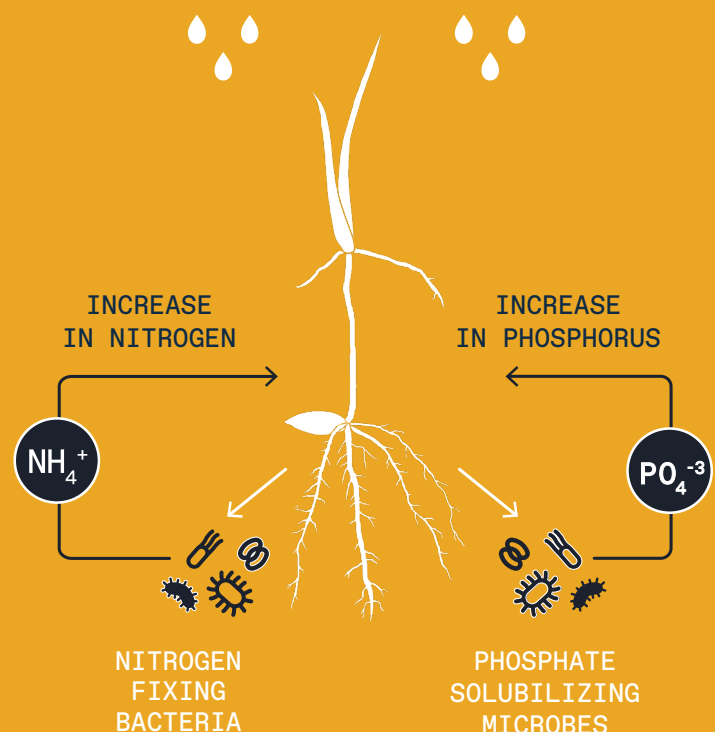 INCREASE
IN NITROGEN
INCREASE
IN PHOSPHORUS
NH₄⁺
PO₄⁻³
NITROGEN
FIXING
BACTERIA
PHOSPHATE
SOLUBILIZING
MICROBES